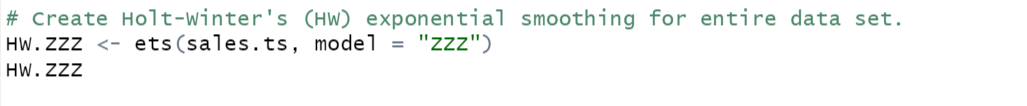 # Create Holt-Winter's (HW) exponential smoothing for entire data set.
HW.ZZZ <- ets(sales.ts, model = "ZZZ")
HW.ZZZ